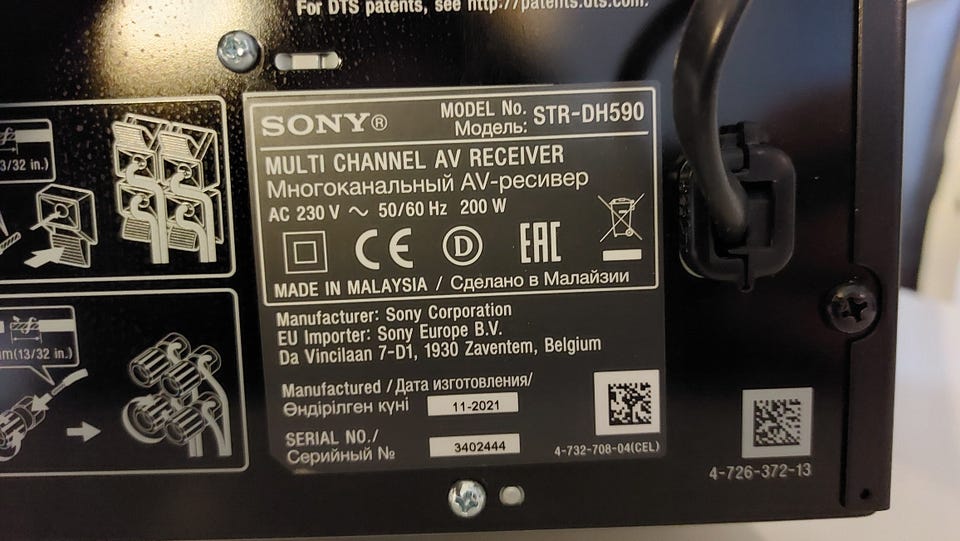 For DTS patents, see http://patents.dts.com.
3/32 in.)
SONY®
MODEL No.
Модель: STR-DH590
MULTI CHANNEL AV RECEIVER
Многоканальный AV-ресивер
AC 230 V ~ 50/60 Hz 200 W
CE D EAC
MADE IN MALAYSIA / Сделано в Малайзии
Manufacturer: Sony Corporation
EU Importer: Sony Europe B.V.
Da Vincilaan 7-D1, 1930 Zaventem, Belgium
m(13/32 in.)
Manufactured /Дата изготовления/
Өндірілген күні 11-2021
SERIAL NO./
Серийный № 3402444
4-732-708-04(CEL)
4-726-372-13